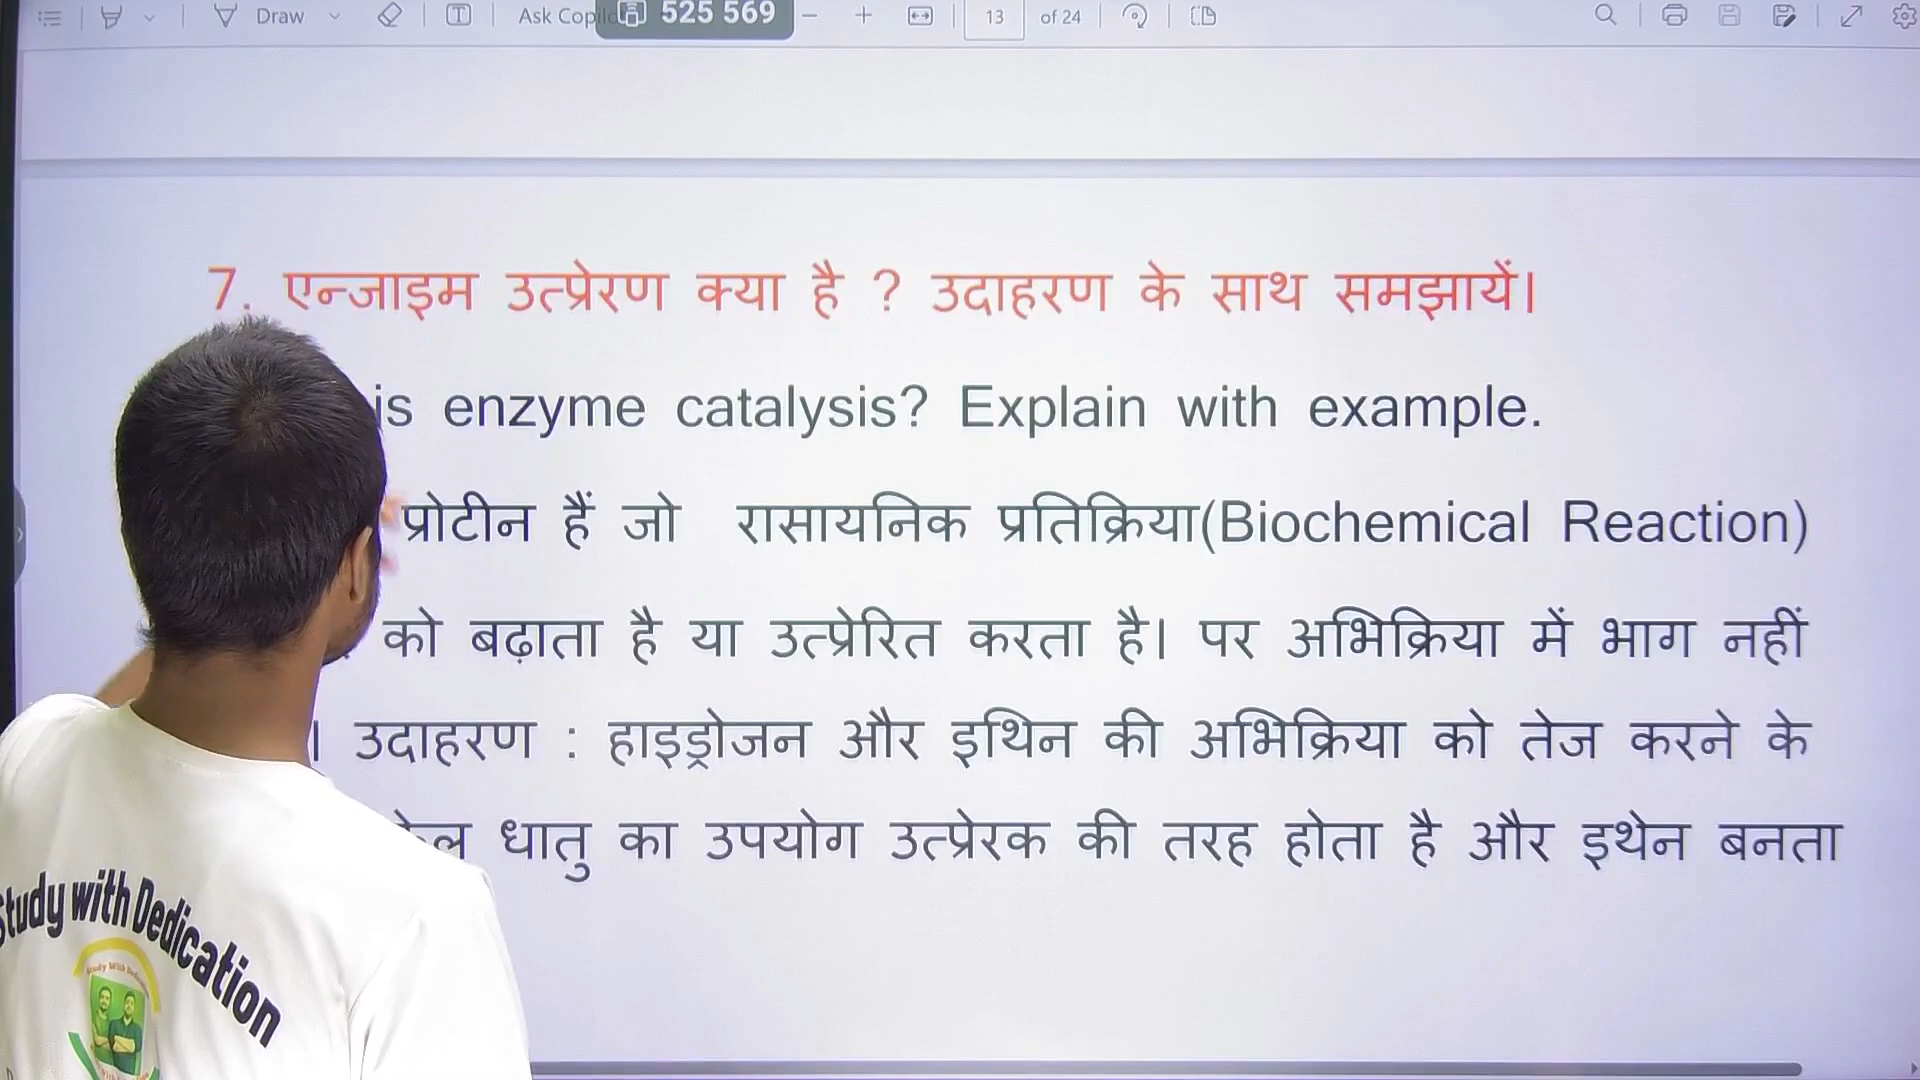 Draw
Ask Copil
525 569
13 of 24
7. एन्जाइम उत्प्रेरण क्या है ? उदाहरण के साथ समझायें।
is enzyme catalysis? Explain with example.
प्रोटीन हैं जो रासायनिक प्रतिक्रिया(Biochemical Reaction)
को बढ़ाता है या उत्प्रेरित करता है। पर अभिक्रिया में भाग नहीं
। उदाहरण : हाइड्रोजन और इथिन की अभिक्रिया को तेज करने के
धातु का उपयोग उत्प्रेरक की तरह होता है और इथेन बनता
Study with Dedication